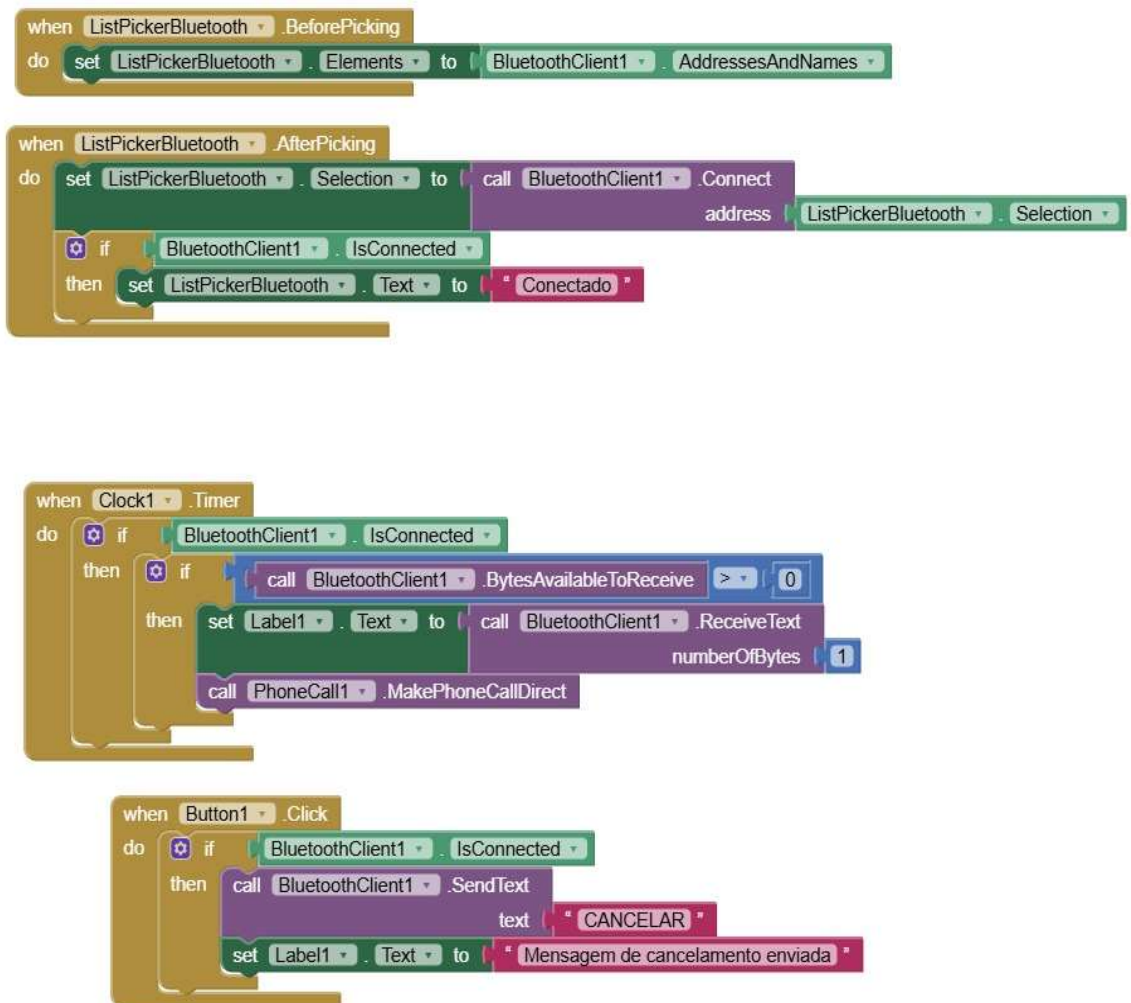 when ListPickerBluetooth .BeforePicking
do set ListPickerBluetooth . Elements to BluetoothClient1 . AddressesAndNames
when ListPickerBluetooth .AfterPicking
do set ListPickerBluetooth . Selection to call BluetoothClient1 .Connect
address ListPickerBluetooth . Selection
if BluetoothClient1 . IsConnected
then set ListPickerBluetooth . Text to " Conectado "
when Clock1 .Timer
do if BluetoothClient1 . IsConnected
then if call BluetoothClient1 .BytesAvailableToReceive > 0
then set Label1 . Text to call BluetoothClient1 .ReceiveText
numberOfBytes 1
call PhoneCall1 .MakePhoneCallDirect
when Button1 .Click
do if BluetoothClient1 . IsConnected
then call BluetoothClient1 .SendText
text " CANCELAR "
set Label1 . Text to " Mensagem de cancelamento enviada "